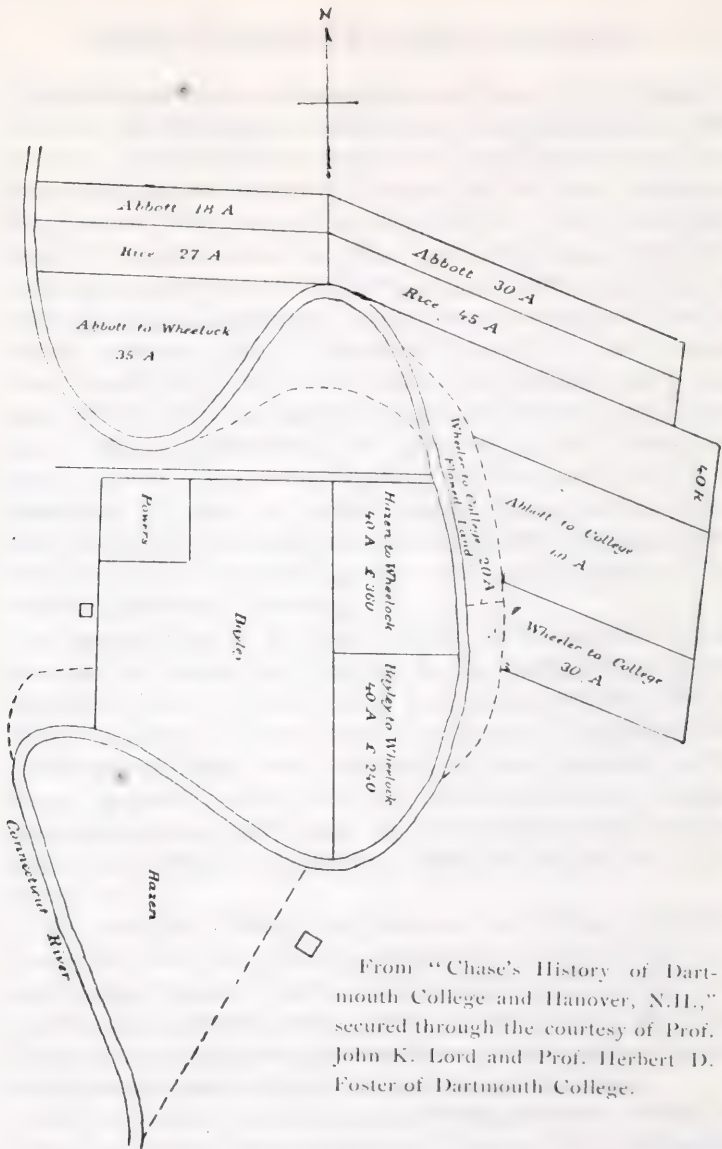 N
Abbott 18 A
Rice 27 A
Abbott to Wheelock
35 A
Abbott 30 A
Rice 45 A
40 R
Wheeler to College 20 A
Flowed Land
Abbott to College
A
Wheeler to College
30 A
Powers
Bayley
Hazen to Wheelock
40 A £ 360
Bayley to Wheelock
40 A £ 240
Hazen
Connecticut River
From "Chase's History of Dart-
mouth College and Hanover, N.H.,"
secured through the courtesy of Prof.
John K. Lord and Prof. Herbert D.
Foster of Dartmouth College.